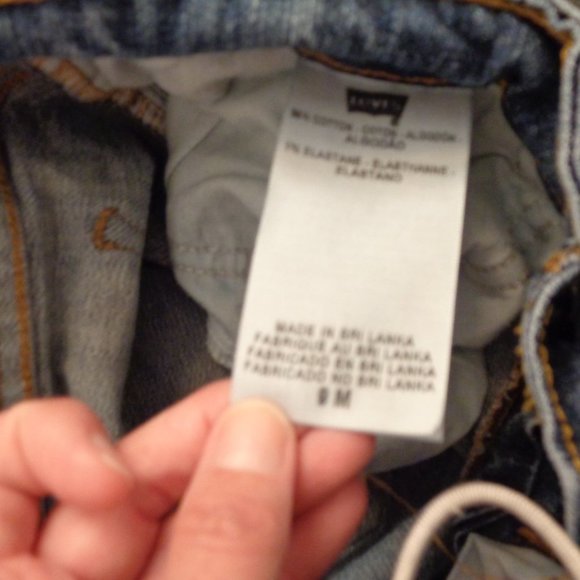 LEVI'S
COTTON - COTON - ALGODÓN
ALGODÃO
ELASTANE - ELASTHANNE -
ELASTANO
MADE IN SRI LANKA
FABRIQUÉ AU SRI LANKA
FABRICADO EN SRI LANKA
FABRICADO NO SRI LANKA
M